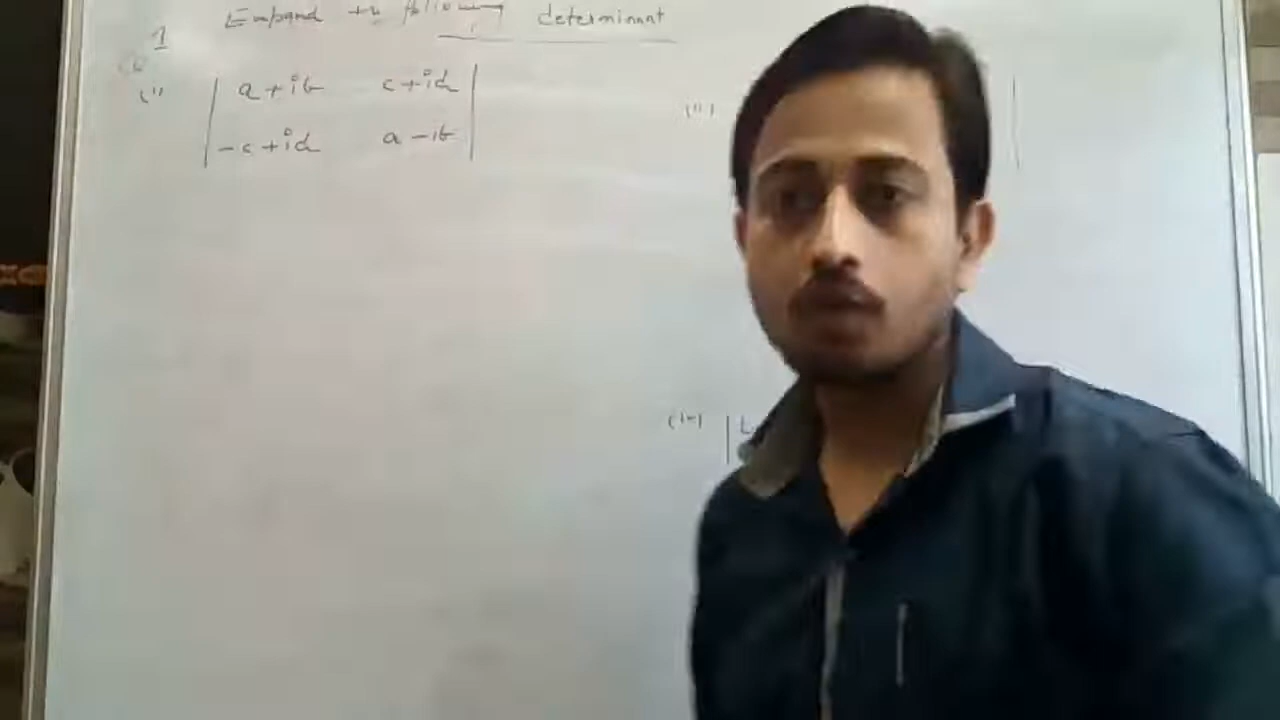 1 Expand the following determinant
(i) | a + ib c + id |
| - c + id a - ib |
(ii)
(iv)